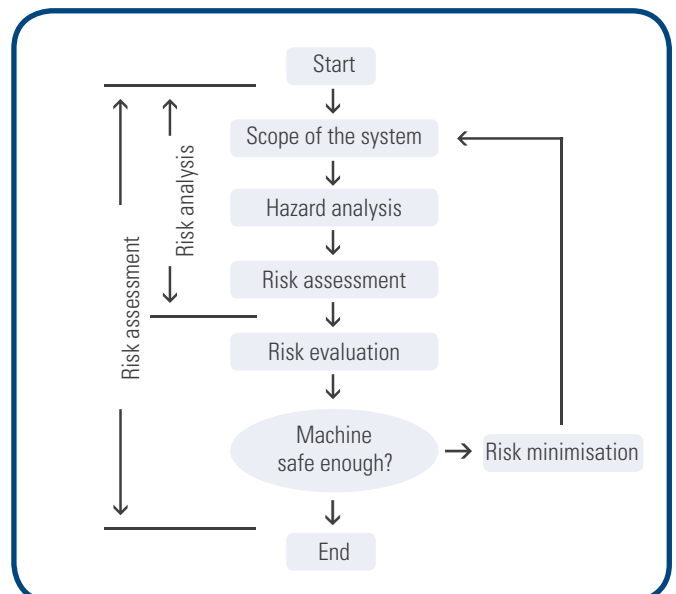 Start
Scope of the system
Hazard analysis
Risk assessment
Risk evaluation
Machine
safe enough?
Risk minimisation
End
Risk analysis
Risk assessment